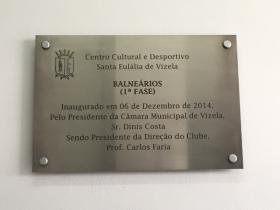 Centro Cultural e Desportivo
Santa Eulália de Vizela
BALNEÁRIOS
(1ª FASE)
Inaugurado em 06 de Dezembro de 2014,
Pelo Presidente da Câmara Municipal de Vizela,
Sr. Dinis Costa
Sendo Presidente da Direção do Clube,
Prof. Carlos Faria